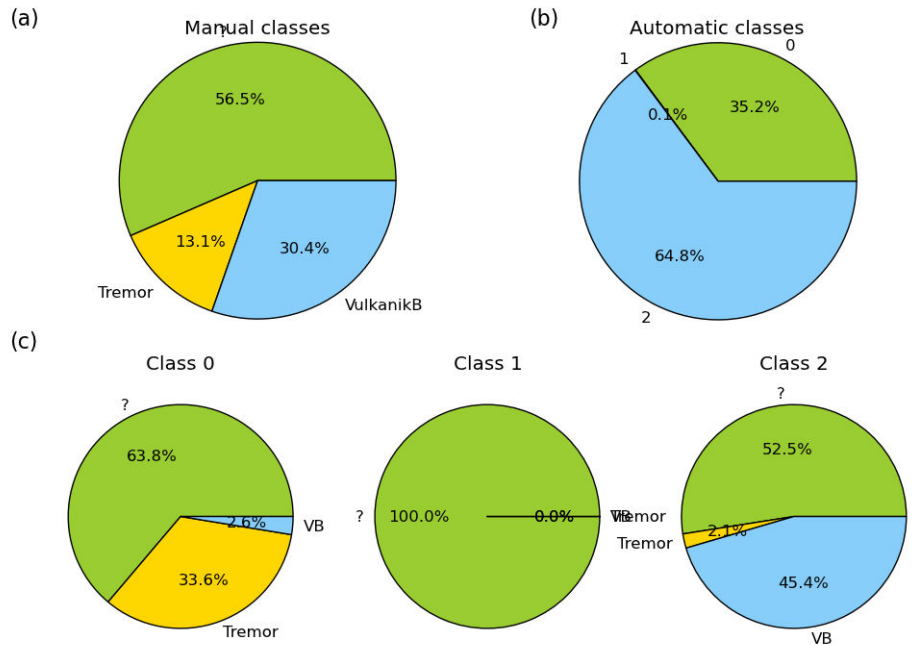 (a)
Manual classes
?
56.5%
13.1%
30.4%
Tremor
VulkanikB
(b)
Automatic classes
0
1
35.2%
0.1%
64.8%
2
(c)
Class 0
?
63.8%
2.6%
VB
33.6%
Tremor
Class 1
?
100.0%
0.0%
Tremor
VB
Class 2
?
52.5%
2.1%
Tremor
45.4%
VB